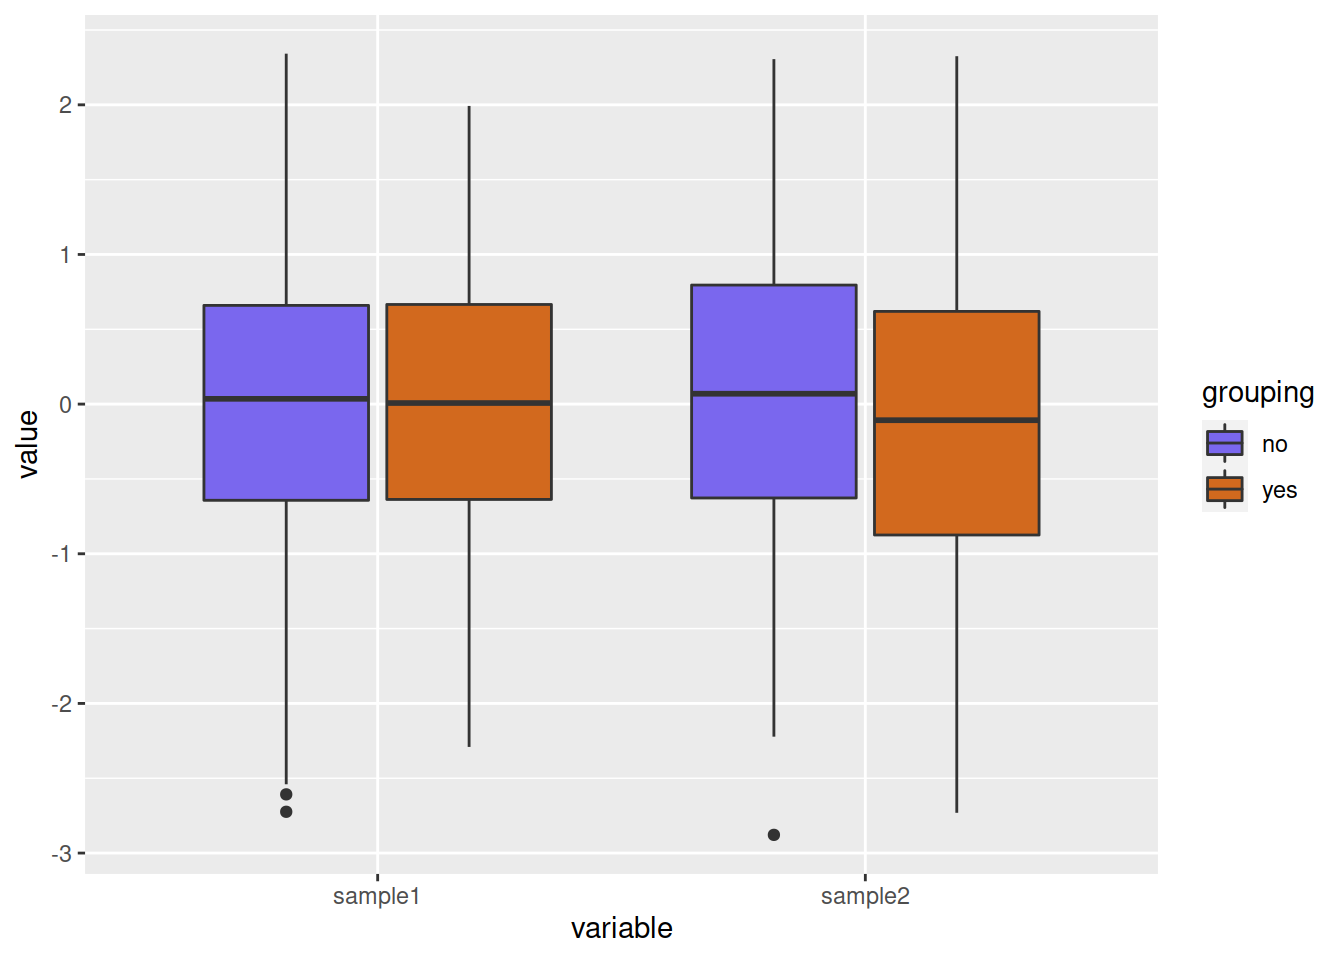 2
1
0
-1
-2
-3
value
sample1
sample2
variable
grouping
no
yes